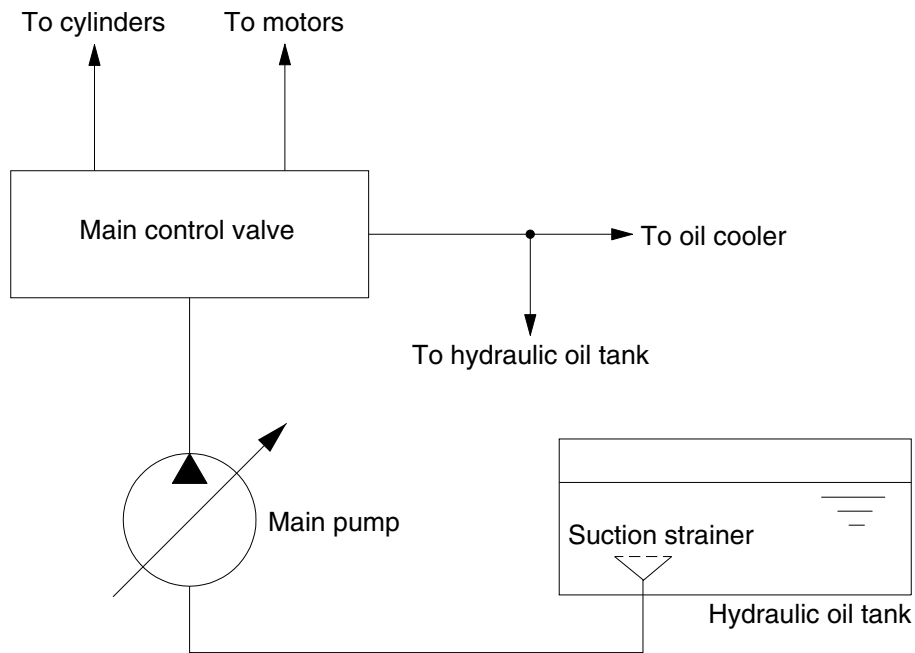 To cylinders
To motors
Main control valve
To oil cooler
To hydraulic oil tank
Main pump
Suction strainer
Hydraulic oil tank